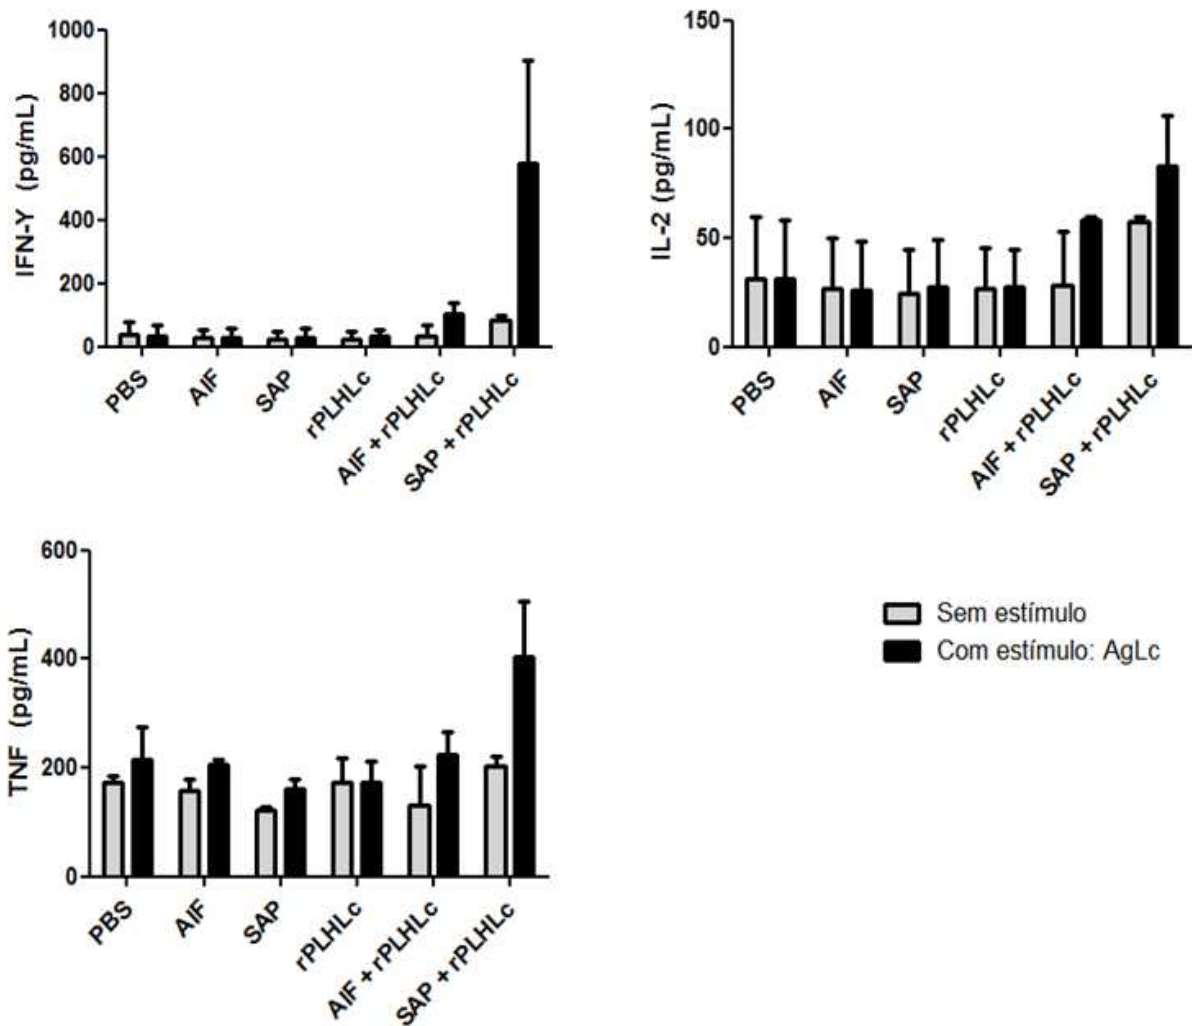 IFN-Y (pg/mL)
1000
800
600
400
200
0
PBS
AIF
SAP
rPLHLc
AIF + rPLHLc
SAP + rPLHLc
IL-2 (pg/mL)
150
100
50
0
PBS
AIF
SAP
rPLHLc
AIF + rPLHLc
SAP + rPLHLc
TNF (pg/mL)
600
400
200
0
PBS
AIF
SAP
rPLHLc
AIF + rPLHLc
SAP + rPLHLc
Sem estímulo
Com estímulo: AgLc